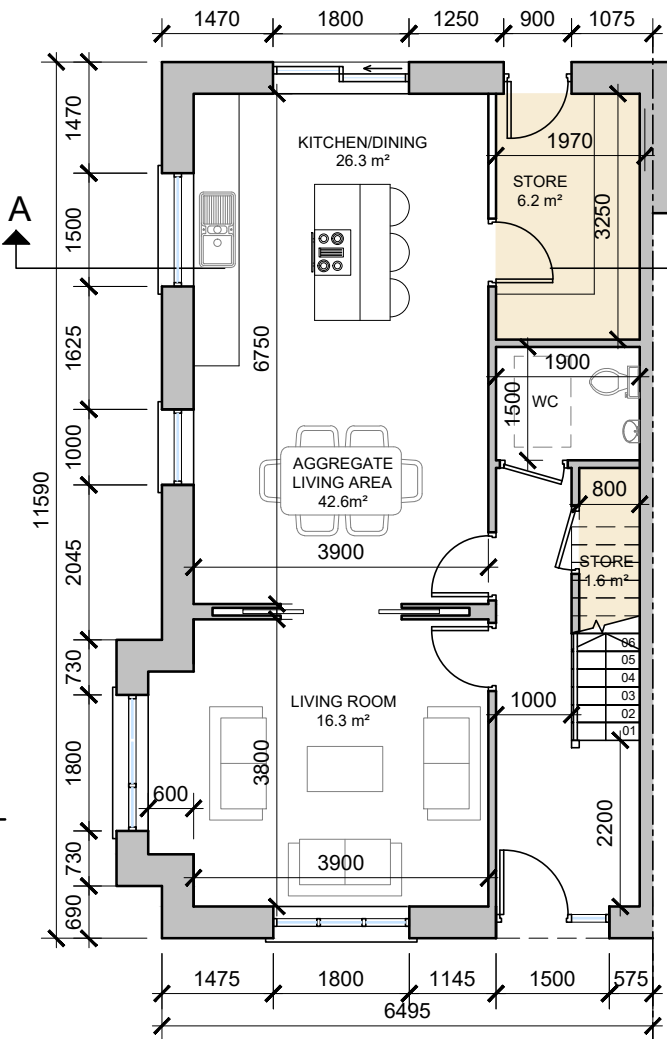 1470 1800 1250 900 1075
1470
1500
1625
1000
2045
730
1800
730
690
11590
A
KITCHEN/DINING
26.3 m²
1970
STORE
6.2 m²
3250
6750
1900
1500
WC
AGGREGATE
LIVING AREA
42.6m²
800
STORE
1.6 m²
3900
06
05
04
03
02
01
LIVING ROOM
16.3 m²
1000
3800
600
2200
3900
1475 1800 1145 1500 575
6495